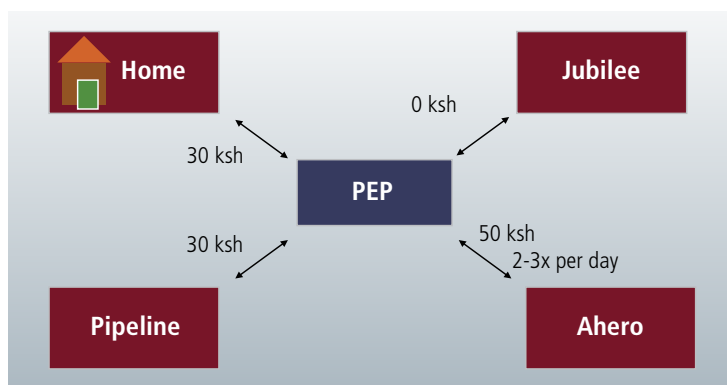 Home
Jubilee
0 ksh
30 ksh
PEP
30 ksh
50 ksh
2-3x per day
Pipeline
Ahero